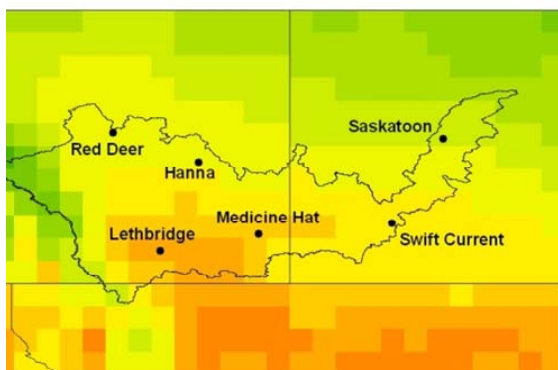 Saskatoon
Red Deer
Hanna
Medicine Hat
Lethbridge
Swift Current